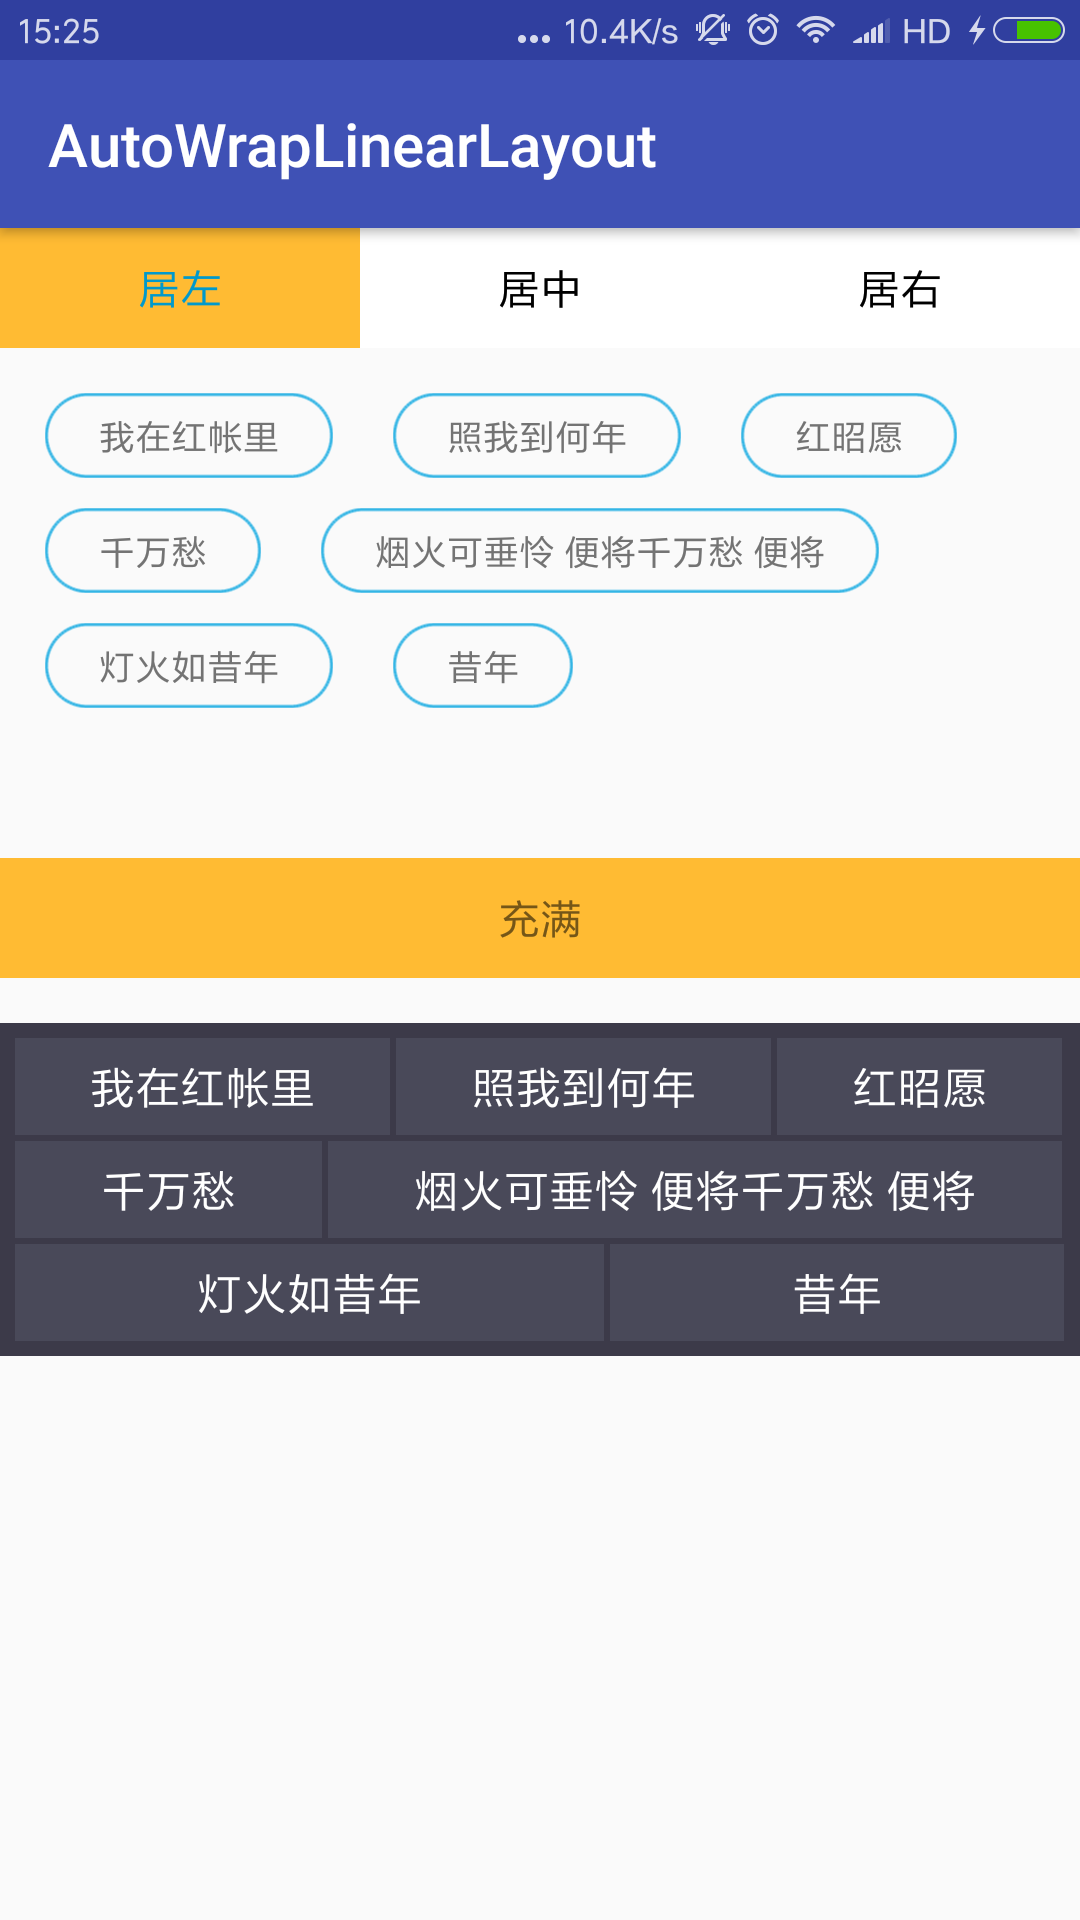 15:25 ... 10.4K/s HD
AutoWrapLinearLayout
居左 居中 居右
我在红帐里 照我到何年 红昭愿
千万愁 烟火可垂怜 便将千万愁 便将
灯火如昔年 昔年
充满
我在红帐里 照我到何年 红昭愿
千万愁 烟火可垂怜 便将千万愁 便将
灯火如昔年 昔年